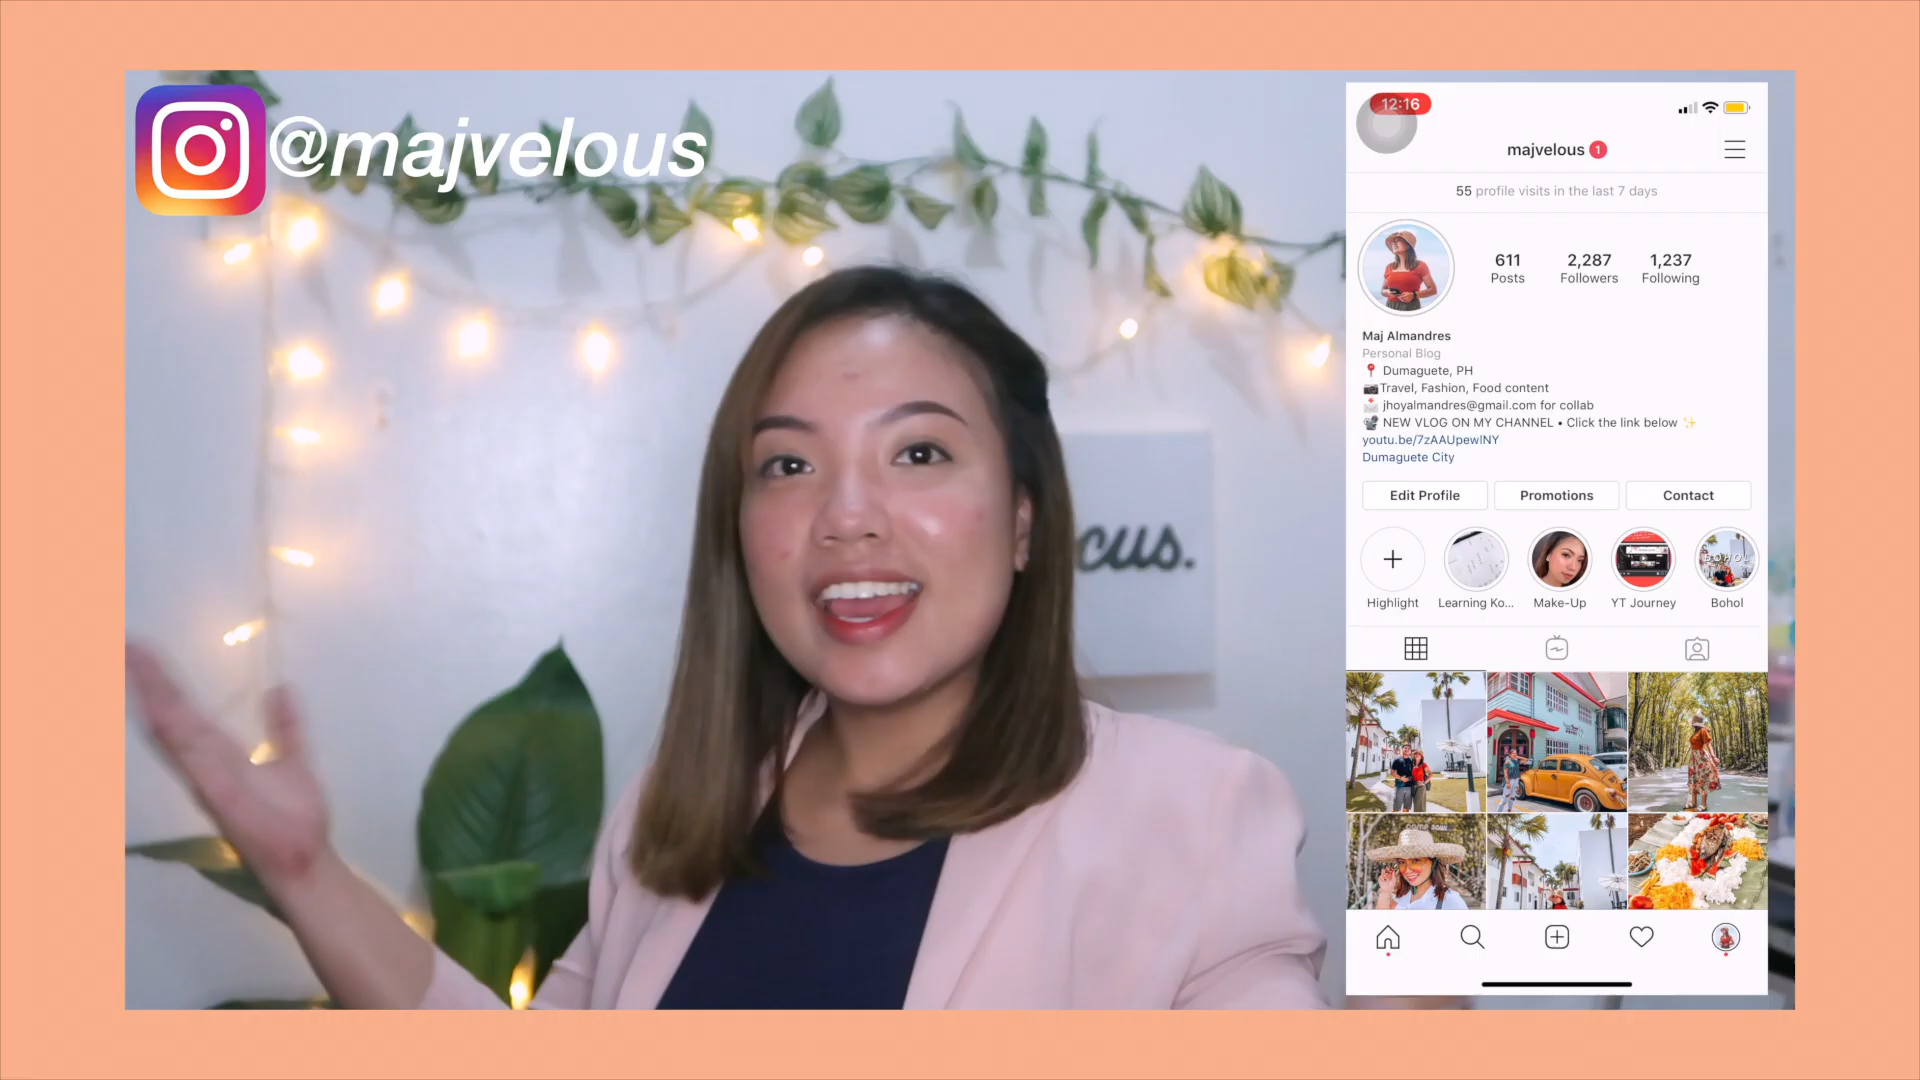 @majvelous
cus.
12:16
majvelous 1
55 profile visits in the last 7 days
611 2,287 1,237
Posts Followers Following
Maj Almandres
Personal Blog
Dumaguete, PH
Travel, Fashion, Food content
jhoyalmandres@gmail.com for collab
NEW VLOG ON MY CHANNEL • Click the link below
youtu.be/7zAAUpewlNY
Dumaguete City
Edit Profile Promotions Contact
BOHOL
Highlight Learning Ko... Make-Up YT Journey Bohol